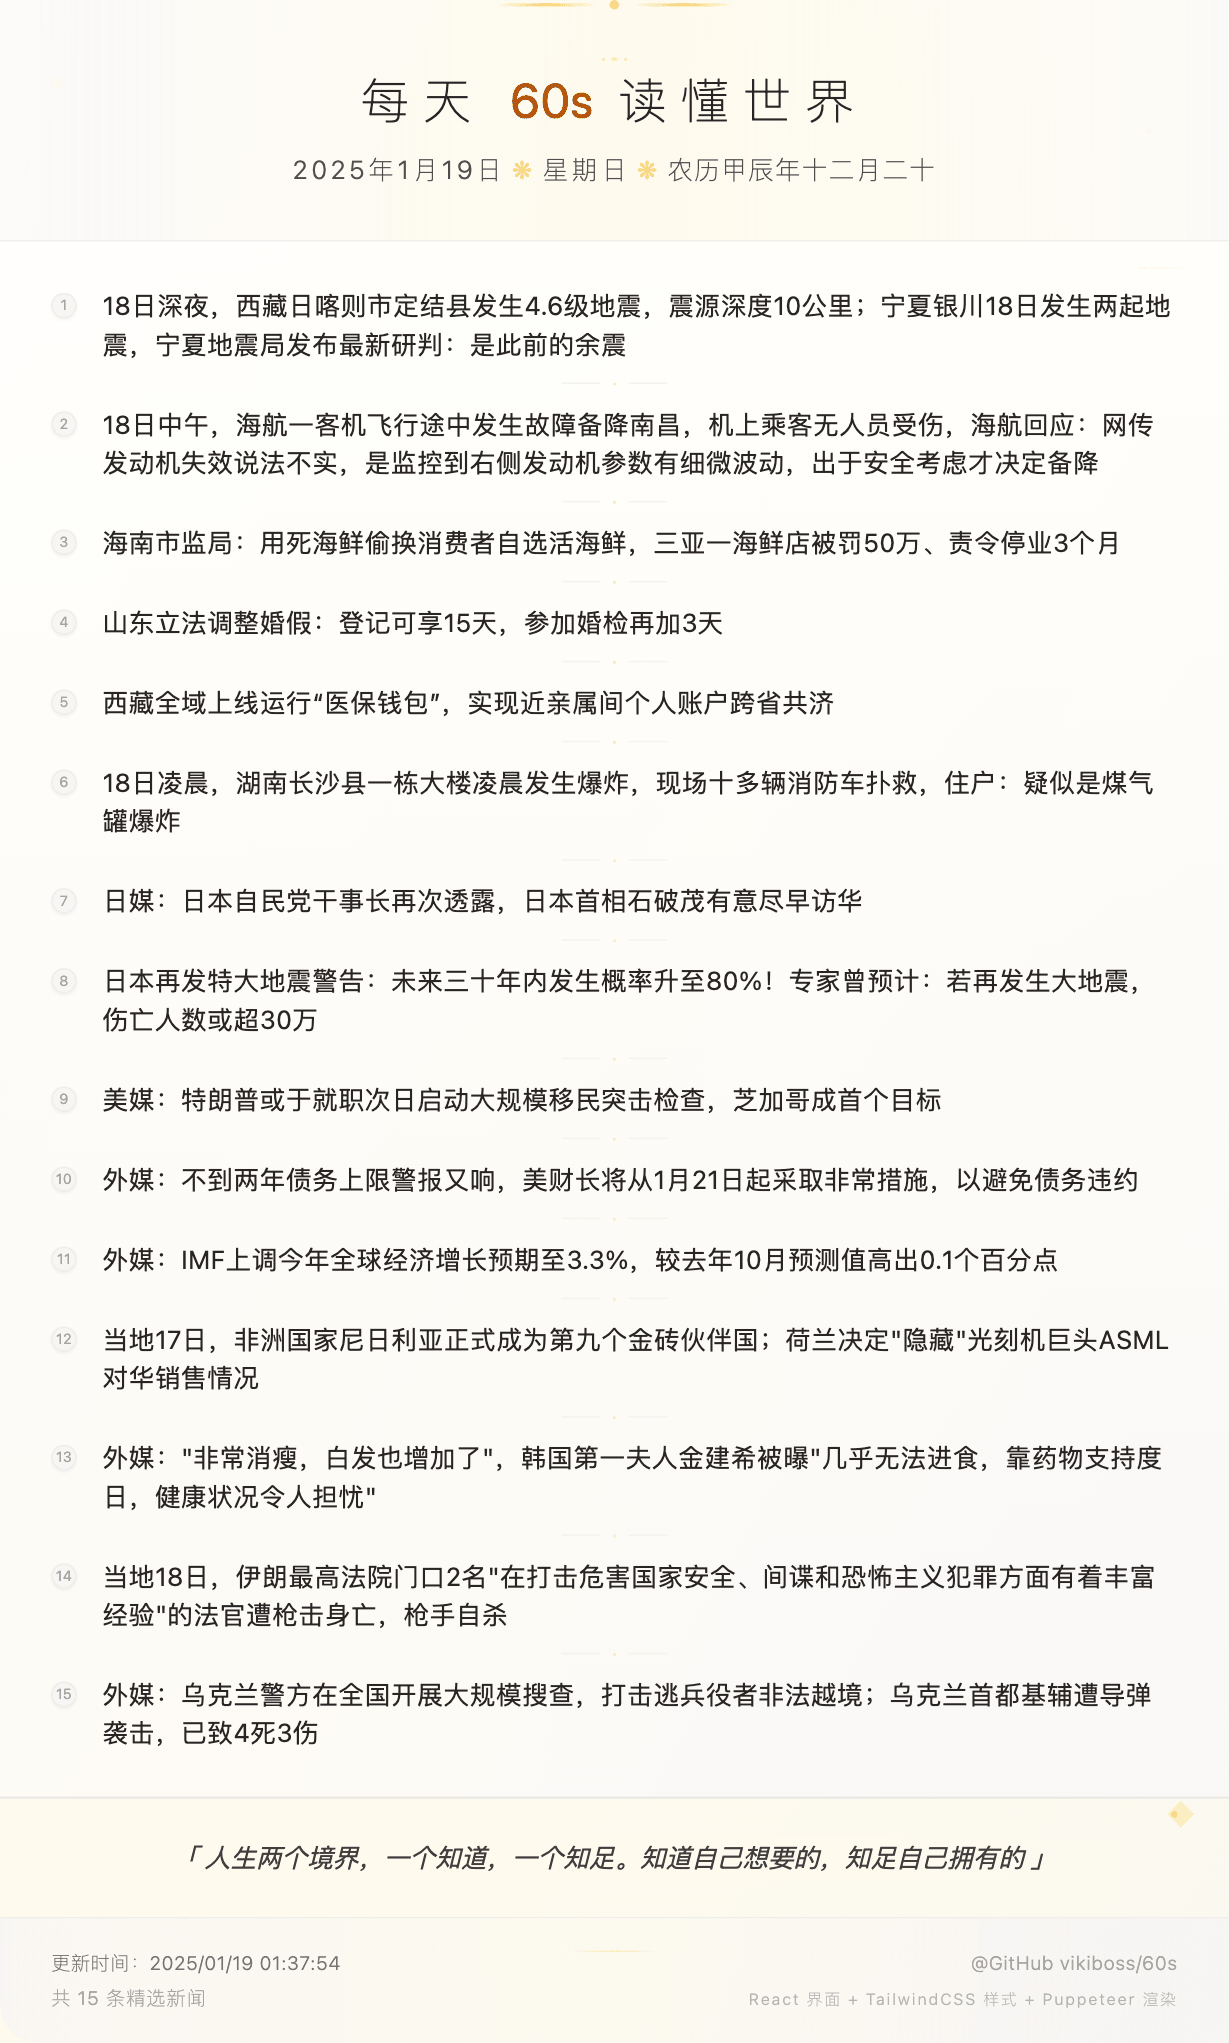 每天 60s 读懂世界
2025年1月19日 ❋ 星期日 ❋ 农历甲辰年十二月二十
1 18日深夜，西藏日喀则市定结县发生4.6级地震，震源深度10公里；宁夏银川18日发生两起地
震，宁夏地震局发布最新研判：是此前的余震
2 18日中午，海航一客机飞行途中发生故障备降南昌，机上乘客无人员受伤，海航回应：网传
发动机失效说法不实，是监控到右侧发动机参数有细微波动，出于安全考虑才决定备降
3 海南市监局：用死海鲜偷换消费者自选活海鲜，三亚一海鲜店被罚50万、责令停业3个月
4 山东立法调整婚假：登记可享15天，参加婚检再加3天
5 西藏全域上线运行“医保钱包”，实现近亲属间个人账户跨省共济
6 18日凌晨，湖南长沙县一栋大楼凌晨发生爆炸，现场十多辆消防车扑救，住户：疑似是煤气
罐爆炸
7 日媒：日本自民党干事长再次透露，日本首相石破茂有意尽早访华
8 日本再发特大地震警告：未来三十年内发生概率升至80%！专家曾预计：若再发生大地震，
伤亡人数或超30万
9 美媒：特朗普或于就职次日启动大规模移民突击检查，芝加哥成首个目标
10 外媒：不到两年债务上限警报又响，美财长将从1月21日起采取非常措施，以避免债务违约
11 外媒：IMF上调今年全球经济增长预期至3.3%，较去年10月预测值高出0.1个百分点
12 当地17日，非洲国家尼日利亚正式成为第九个金砖伙伴国；荷兰决定"隐藏"光刻机巨头ASML
对华销售情况
13 外媒："非常消瘦，白发也增加了"，韩国第一夫人金建希被曝"几乎无法进食，靠药物支持度
日，健康状况令人担忧"
14 当地18日，伊朗最高法院门口2名"在打击危害国家安全、间谍和恐怖主义犯罪方面有着丰富
经验"的法官遭枪击身亡，枪手自杀
15 外媒：乌克兰警方在全国开展大规模搜查，打击逃兵役者非法越境；乌克兰首都基辅遭导弹
袭击，已致4死3伤
「人生两个境界，一个知道，一个知足。知道自己想要的，知足自己拥有的」
更新时间：2025/01/19 01:37:54
@GitHub vikiboss/60s
共 15 条精选新闻
React 界面 + TailwindCSS 样式 + Puppeteer 渲染